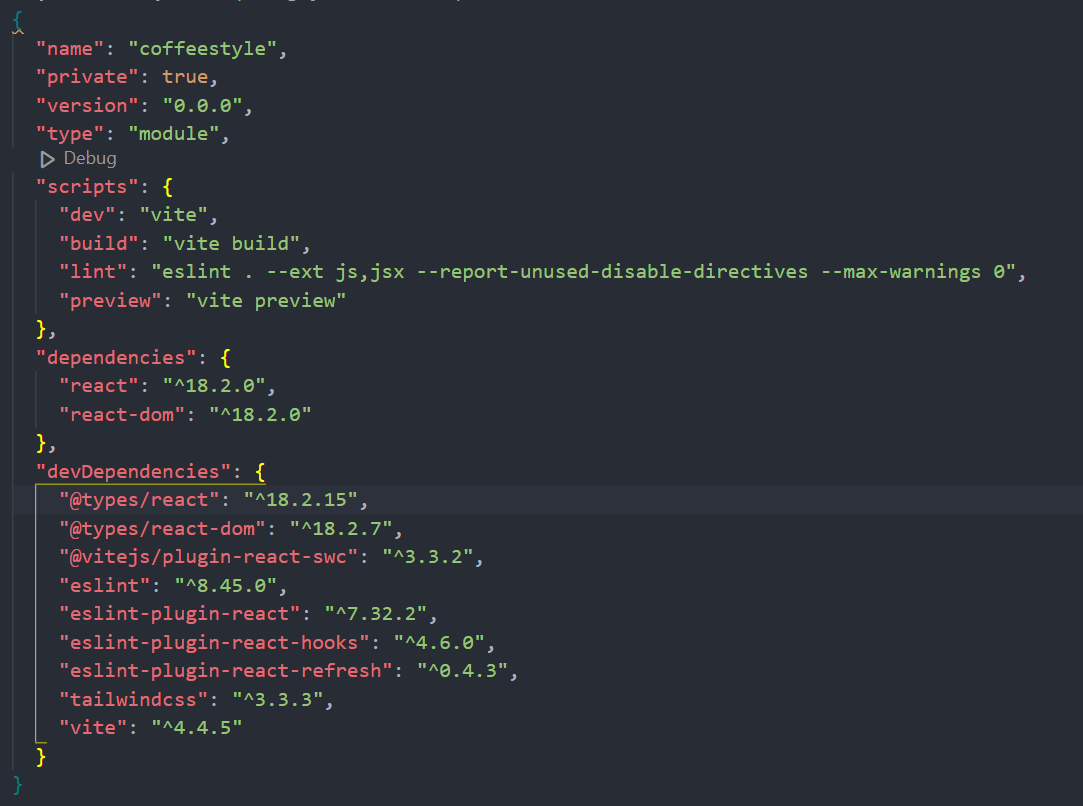 {
  "name": "coffeestyle",
  "private": true,
  "version": "0.0.0",
  "type": "module",
  Debug
  "scripts": {
    "dev": "vite",
    "build": "vite build",
    "lint": "eslint . --ext js,jsx --report-unused-disable-directives --max-warnings 0",
    "preview": "vite preview"
  },
  "dependencies": {
    "react": "^18.2.0",
    "react-dom": "^18.2.0"
  },
  "devDependencies": {
    "@types/react": "^18.2.15",
    "@types/react-dom": "^18.2.7",
    "@vitejs/plugin-react-swc": "^3.3.2",
    "eslint": "^8.45.0",
    "eslint-plugin-react": "^7.32.2",
    "eslint-plugin-react-hooks": "^4.6.0",
    "eslint-plugin-react-refresh": "^0.4.3",
    "tailwindcss": "^3.3.3",
    "vite": "^4.4.5"
  }
}